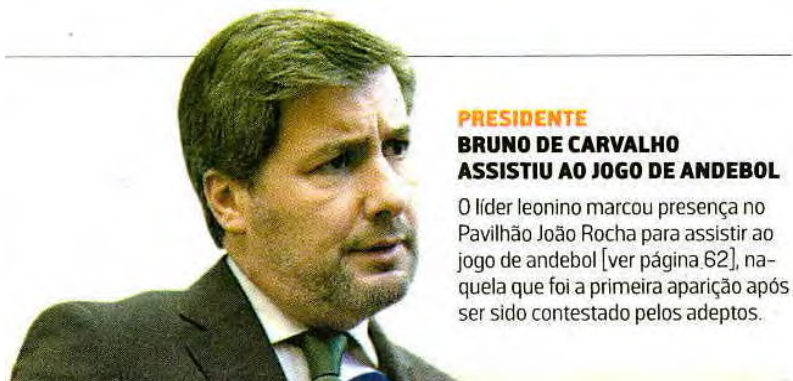 PRESIDENTE
BRUNO DE CARVALHO
ASSISTIU AO JOGO DE ANDEBOL
O líder leonino marcou presença no
Pavilhão João Rocha para assistir ao
jogo de andebol [ver página 62], na-
quela que foi a primeira aparição após
ser sido contestado pelos adeptos.